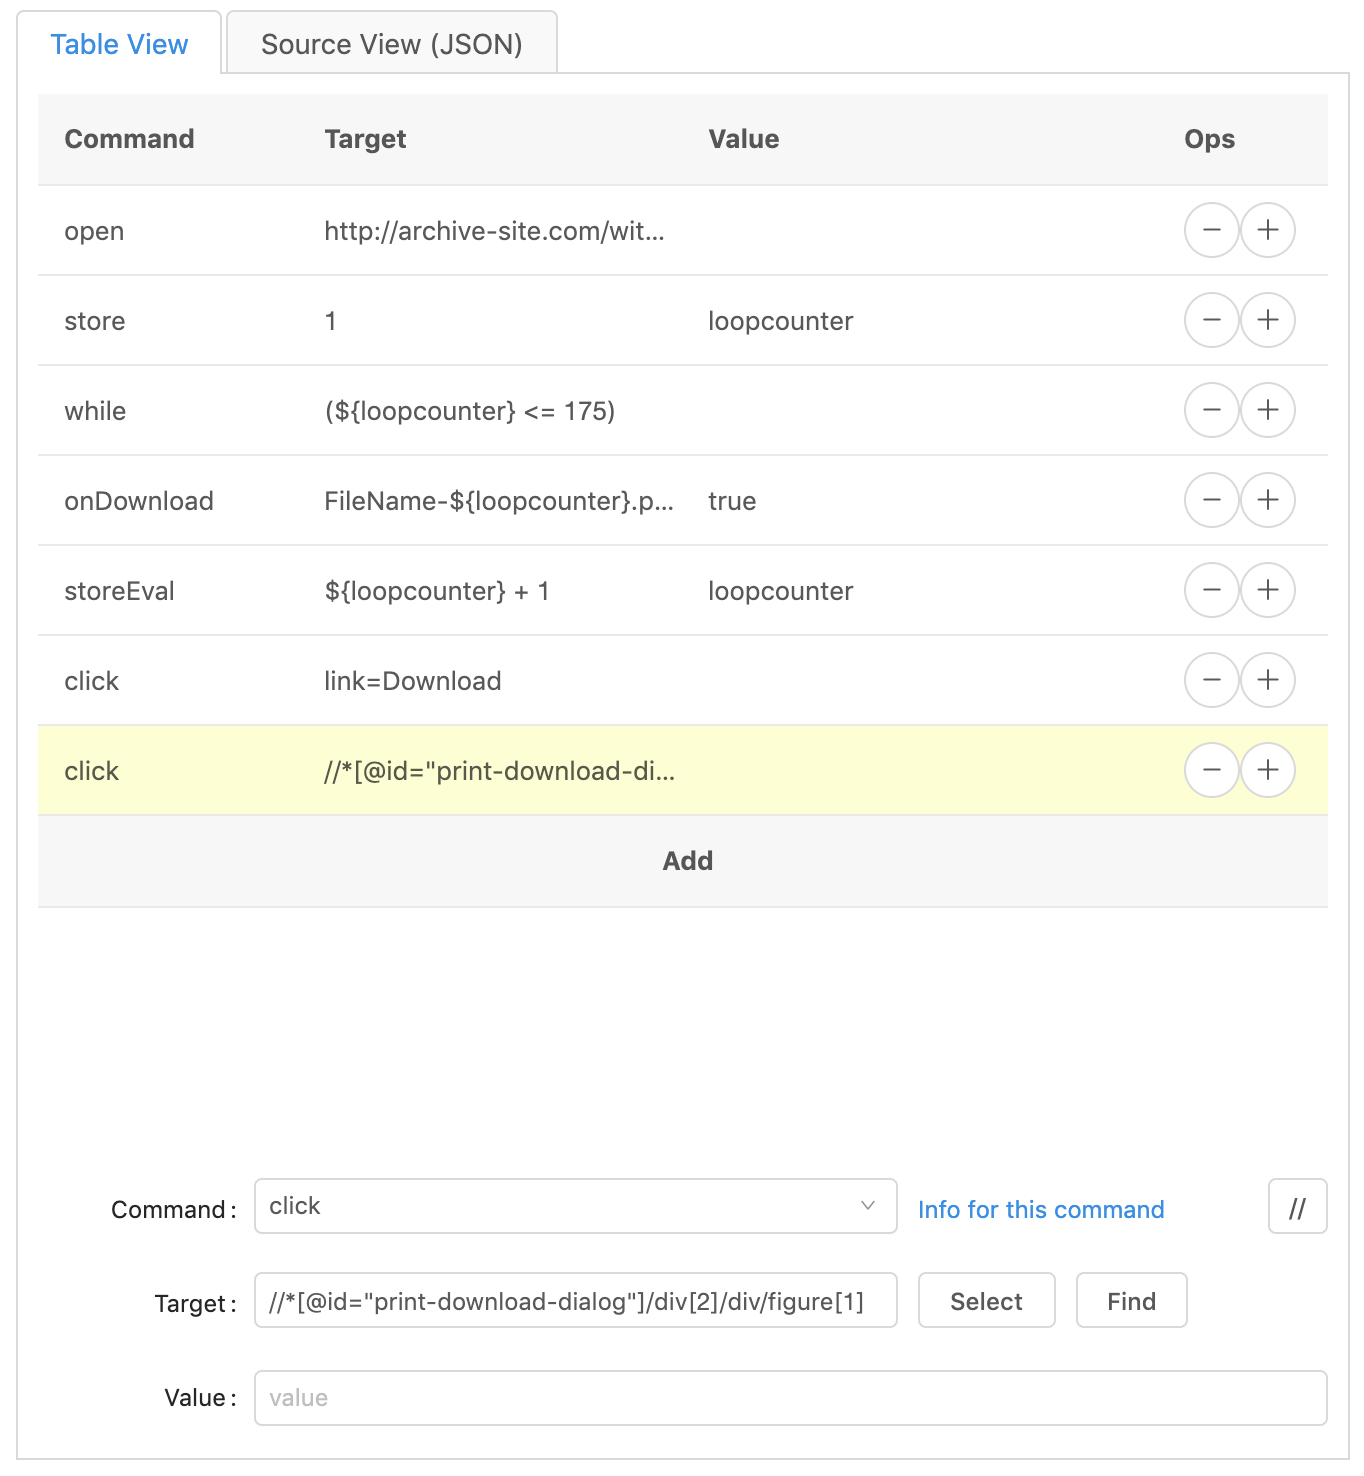 Table View Source View (JSON)
Command Target Value Ops
open http://archive-site.com/wit...
store 1 loopcounter
while (${loopcounter} <= 175)
onDownload FileName-${loopcounter}.p... true
storeEval ${loopcounter} + 1 loopcounter
click link=Download
click //*[@id="print-download-di...
Add
Command: click Info for this command //
Target: //*[@id="print-download-dialog"]/div[2]/div/figure[1] Select Find
Value: value